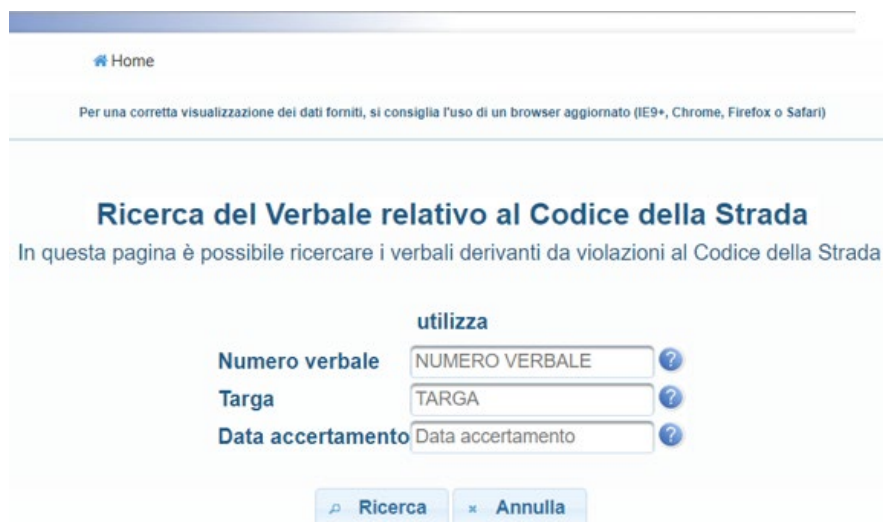 Home
Per una corretta visualizzazione dei dati forniti, si consiglia l'uso di un browser aggiornato (IE9+, Chrome, Firefox o Safari)
Ricerca del Verbale relativo al Codice della Strada
In questa pagina è possibile ricercare i verbali derivanti da violazioni al Codice della Strada
utilizza
Numero verbale NUMERO VERBALE ?
Targa TARGA ?
Data accertamento Data accertamento ?
Ricerca × Annulla